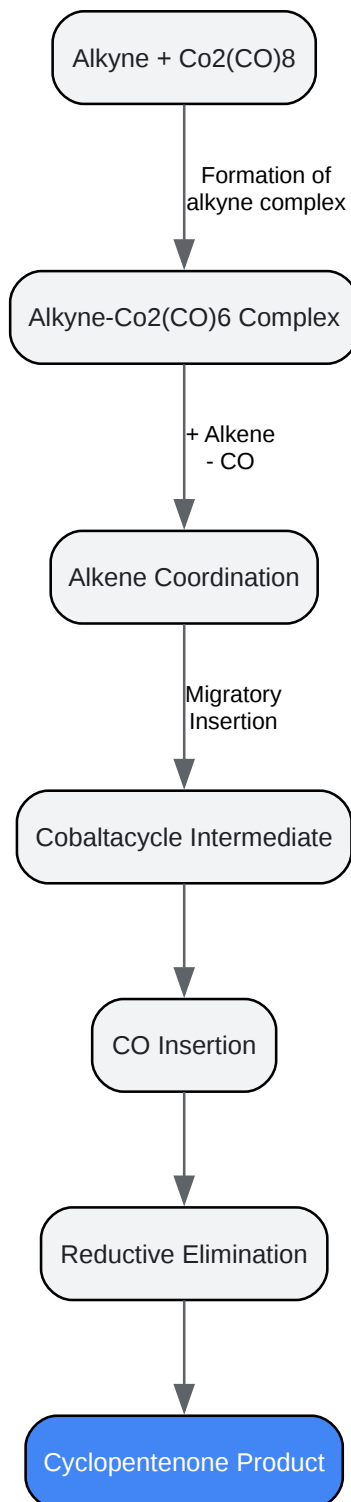 Alkyne + Co2(CO)8
Formation of
alkyne complex
Alkyne-Co2(CO)6 Complex
+ Alkene
- CO
Alkene Coordination
Migratory
Insertion
Cobaltacycle Intermediate
CO Insertion
Reductive Elimination
Cyclopentenone Product